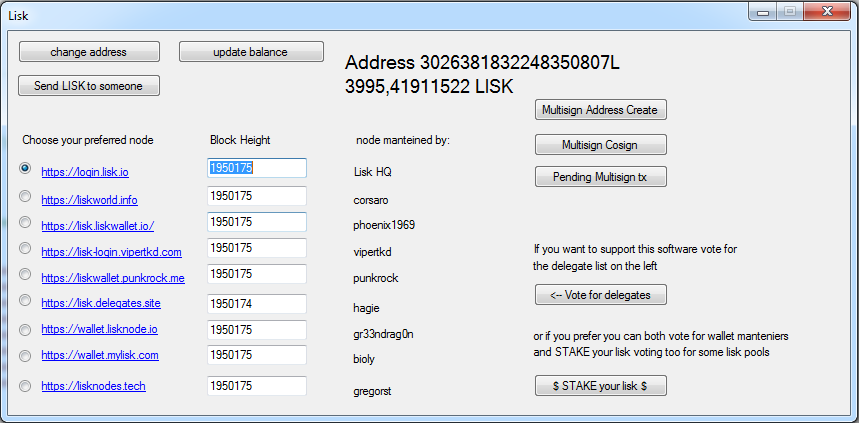 Lisk
change address
update balance
Address 3026381832248350807L
3995,41911522 LISK
Send LISK to someone
Multisign Address Create
Choose your preferred node
Block Height
node manteined by:
Multisign Cosign
https://login.lisk.io
1950175
Lisk HQ
Pending Multisign tx
https://liskworld.info
1950175
corsaro
https://lisk.liskwallet.io/
1950175
phoenix1969
https://lisk-login.vipertkd.com
1950175
vipertkd
If you want to support this software vote for
the delegate list on the left
https://liskwallet.punkrock.me
1950175
punkrock
https://lisk.delegates.site
1950174
hagie
<-- Vote for delegates
https://wallet.lisknode.io
1950175
gr33ndrag0n
or if you prefer you can both vote for wallet manteniers
and STAKE your lisk voting too for some lisk pools
https://wallet.mylisk.com
1950175
bioly
https://lisknodes.tech
1950175
gregorst
$ STAKE your lisk $